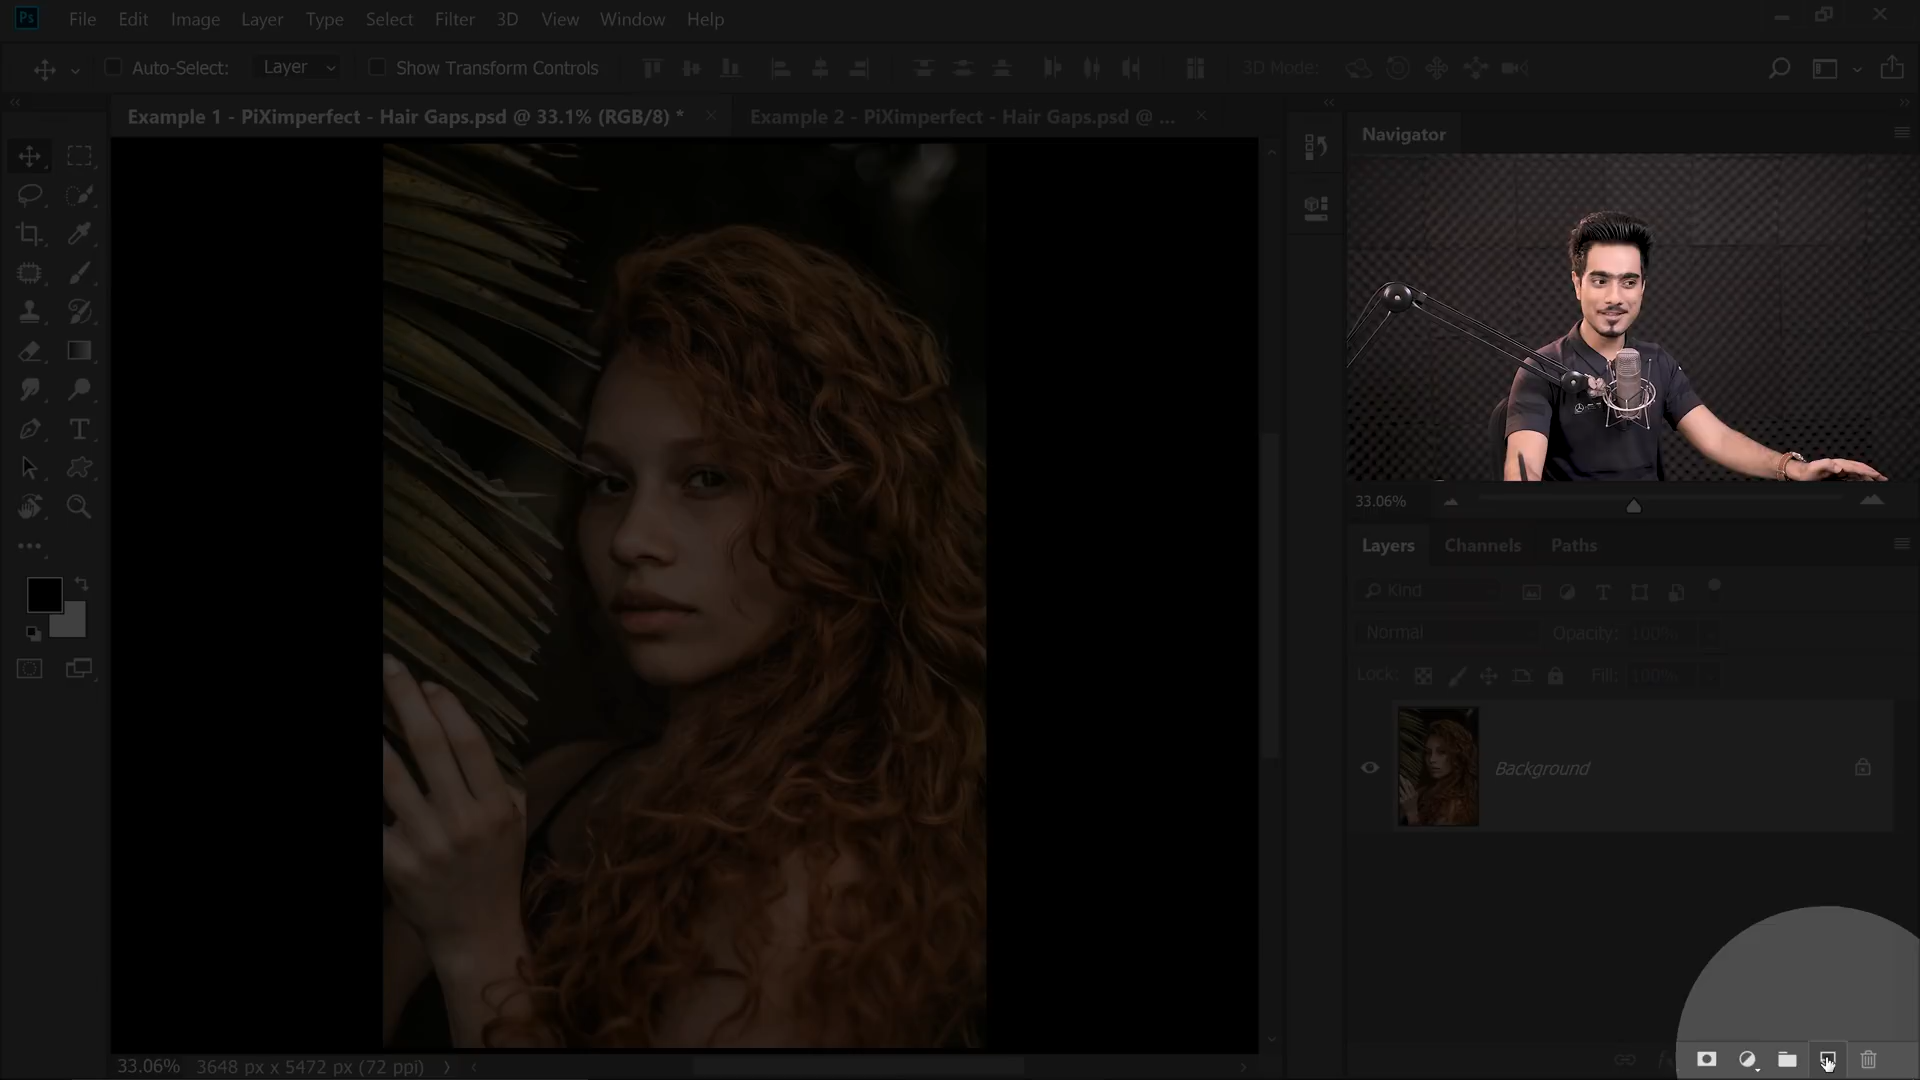 Ps File Edit Image Layer Type Select Filter 3D View Window Help
Auto-Select: Layer Show Transform Controls 3D Mode:
Example 1 - PiXimperfect - Hair Gaps.psd @ 33.1% (RGB/8) * Example 2 - PiXimperfect - Hair Gaps.psd @ ...
Navigator
33.06%
Layers Channels Paths
Kind
Normal Opacity: 100%
Lock: Fill: 100%
Background
33.06% 3648 px x 5472 px (72 ppi)